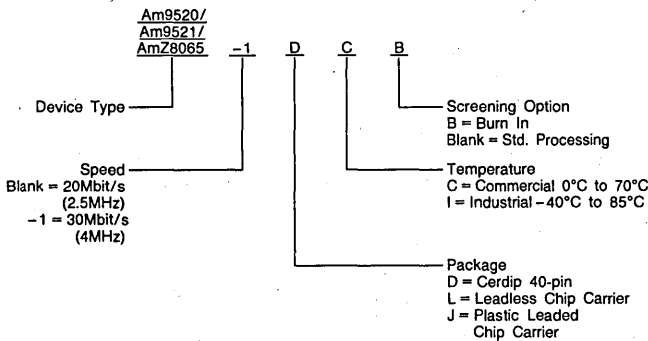 Am9520/
Am9521/
AmZ8065 -1 D C B
Device Type
Screening Option
B = Burn In
Blank = Std. Processing
Speed
Blank = 20Mbit/s
(2.5MHz)
-1 = 30Mbit/s
(4MHz)
Temperature
C = Commercial 0°C to 70°C
I = Industrial -40°C to 85°C
Package
D = Cerdip 40-pin
L = Leadless Chip Carrier
J = Plastic Leaded
Chip Carrier